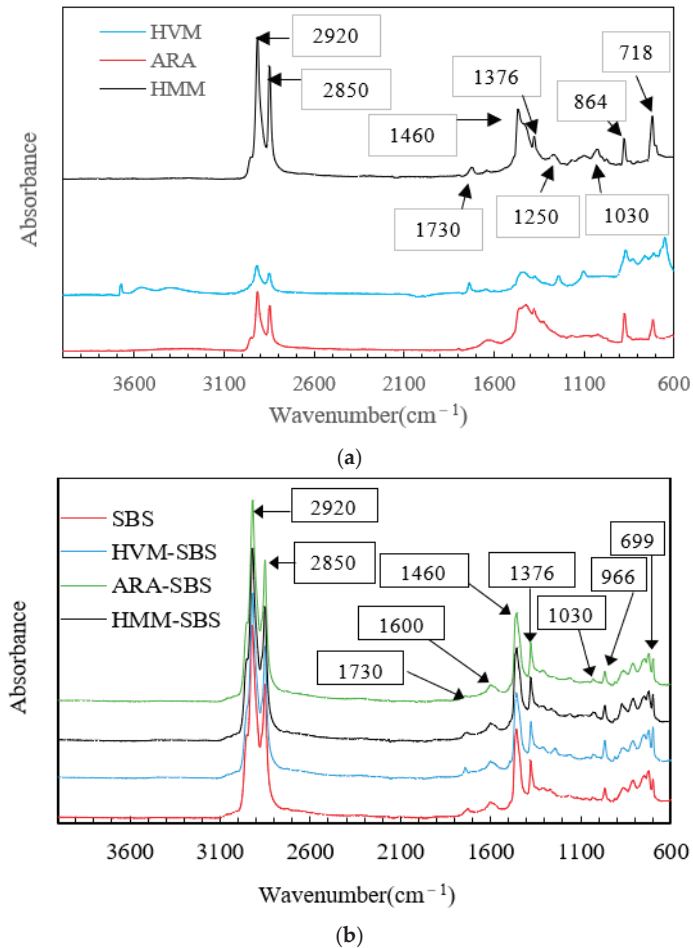 HVM
ARA
HMM
2920
2850
1460
1376
864
718
1730
1250
1030
Absorbance
3600 3100 2600 2100 1600 1100 600
Wavenumber(cm⁻¹)
(a)
SBS
HVM-SBS
ARA-SBS
HMM-SBS
2920
2850
1730
1600
1460
1376
1030
966
699
Absorbance
3600 3100 2600 2100 1600 1100 600
Wavenumber(cm⁻¹)
(b)